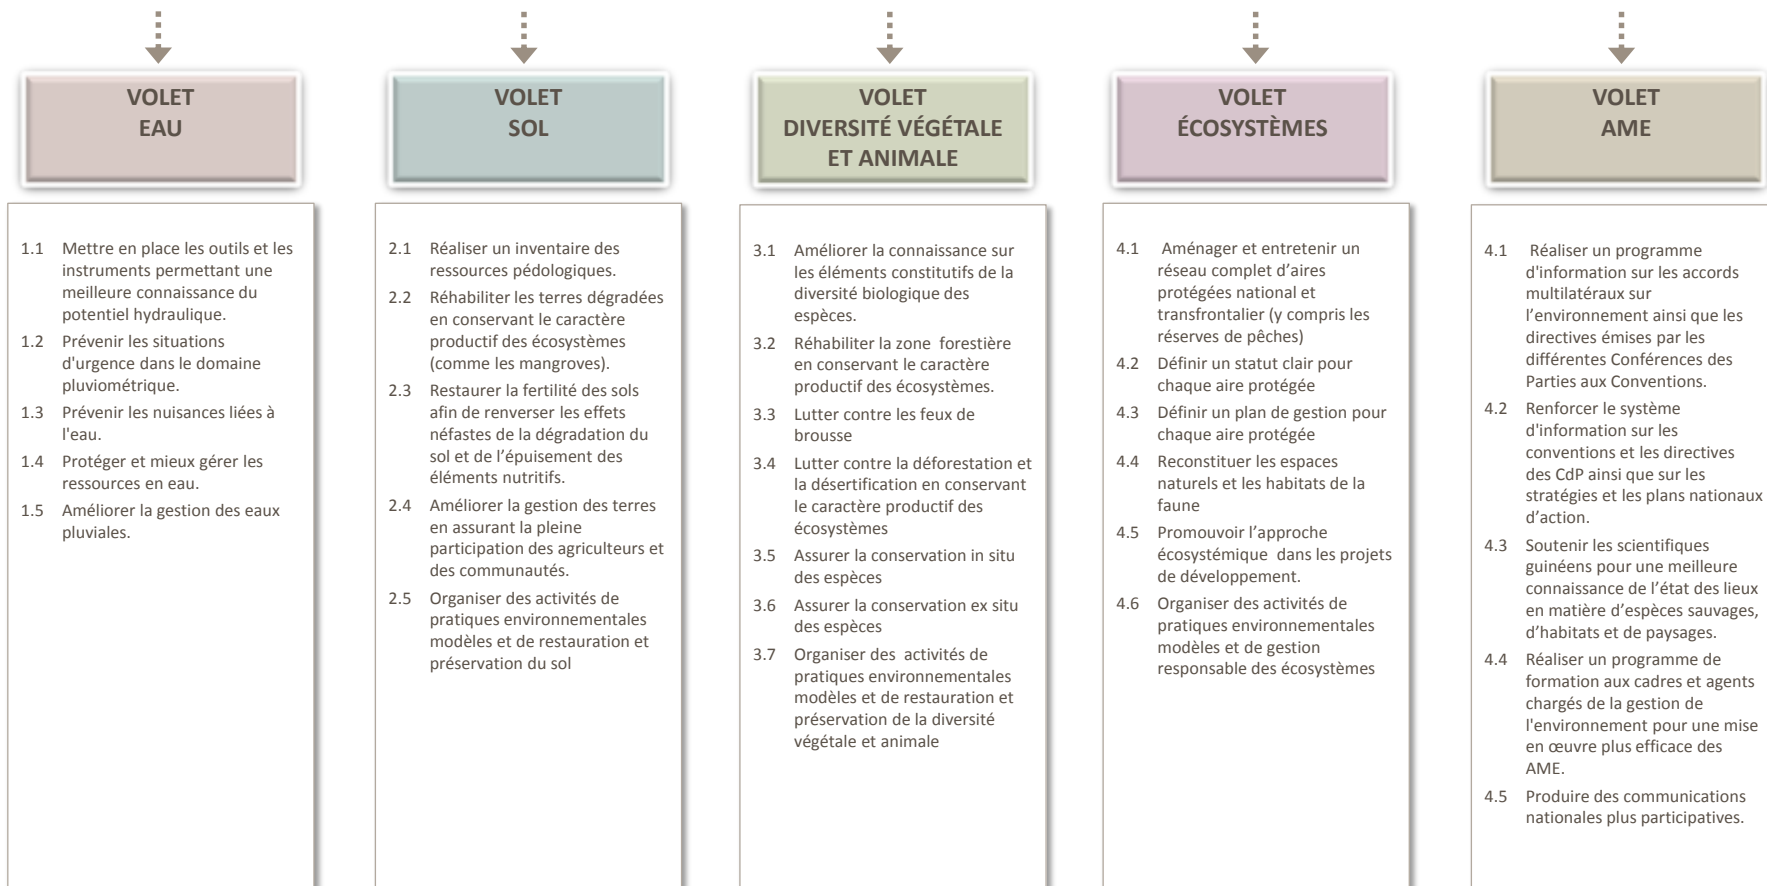 VOLET
EAU
1.1 Mettre en place les outils et les
instruments permettant une
meilleure connaissance du
potentiel hydraulique.
1.2 Prévenir les situations
d'urgence dans le domaine
pluviométrique.
1.3 Prévenir les nuisances liées à
l'eau.
1.4 Protéger et mieux gérer les
ressources en eau.
1.5 Améliorer la gestion des eaux
pluviales.
VOLET
SOL
2.1 Réaliser un inventaire des
ressources pédologiques.
2.2 Réhabiliter les terres dégradées
en conservant le caractère
productif des écosystèmes
(comme les mangroves).
2.3 Restaurer la fertilité des sols
afin de renverser les effets
néfastes de la dégradation du
sol et de l’épuisement des
éléments nutritifs.
2.4 Améliorer la gestion des terres
en assurant la pleine
participation des agriculteurs et
des communautés.
2.5 Organiser des activités de
pratiques environnementales
modèles et de restauration et
préservation du sol
VOLET
DIVERSITÉ VÉGÉTALE
ET ANIMALE
3.1 Améliorer la connaissance sur
les éléments constitutifs de la
diversité biologique des
espèces.
3.2 Réhabiliter la zone forestière
en conservant le caractère
productif des écosystèmes.
3.3 Lutter contre les feux de
brousse
3.4 Lutter contre la déforestation et
la désertification en conservant
le caractère productif des
écosystèmes
3.5 Assurer la conservation in situ
des espèces
3.6 Assurer la conservation ex situ
des espèces
3.7 Organiser des activités de
pratiques environnementales
modèles et de restauration et
préservation de la diversité
végétale et animale
VOLET
ÉCOSYSTÈMES
4.1 Aménager et entretenir un
réseau complet d’aires
protégées national et
transfrontalier (y compris les
réserves de pêches)
4.2 Définir un statut clair pour
chaque aire protégée
4.3 Définir un plan de gestion pour
chaque aire protégée
4.4 Reconstituer les espaces
naturels et les habitats de la
faune
4.5 Promouvoir l’approche
écosystémique dans les projets
de développement.
4.6 Organiser des activités de
pratiques environnementales
modèles et de gestion
responsable des écosystèmes
VOLET
AME
4.1 Réaliser un programme
d'information sur les accords
multilatéraux sur
l’environnement ainsi que les
directives émises par les
différentes Conférences des
Parties aux Conventions.
4.2 Renforcer le système
d'information sur les
conventions et les directives
des CdP ainsi que sur les
stratégies et les plans nationaux
d’action.
4.3 Soutenir les scientifiques
guinéens pour une meilleure
connaissance de l’état des lieux
en matière d’espèces sauvages,
d’habitats et de paysages.
4.4 Réaliser un programme de
formation aux cadres et agents
chargés de la gestion de
l'environnement pour une mise
en œuvre plus efficace des
AME.
4.5 Produire des communications
nationales plus participatives.